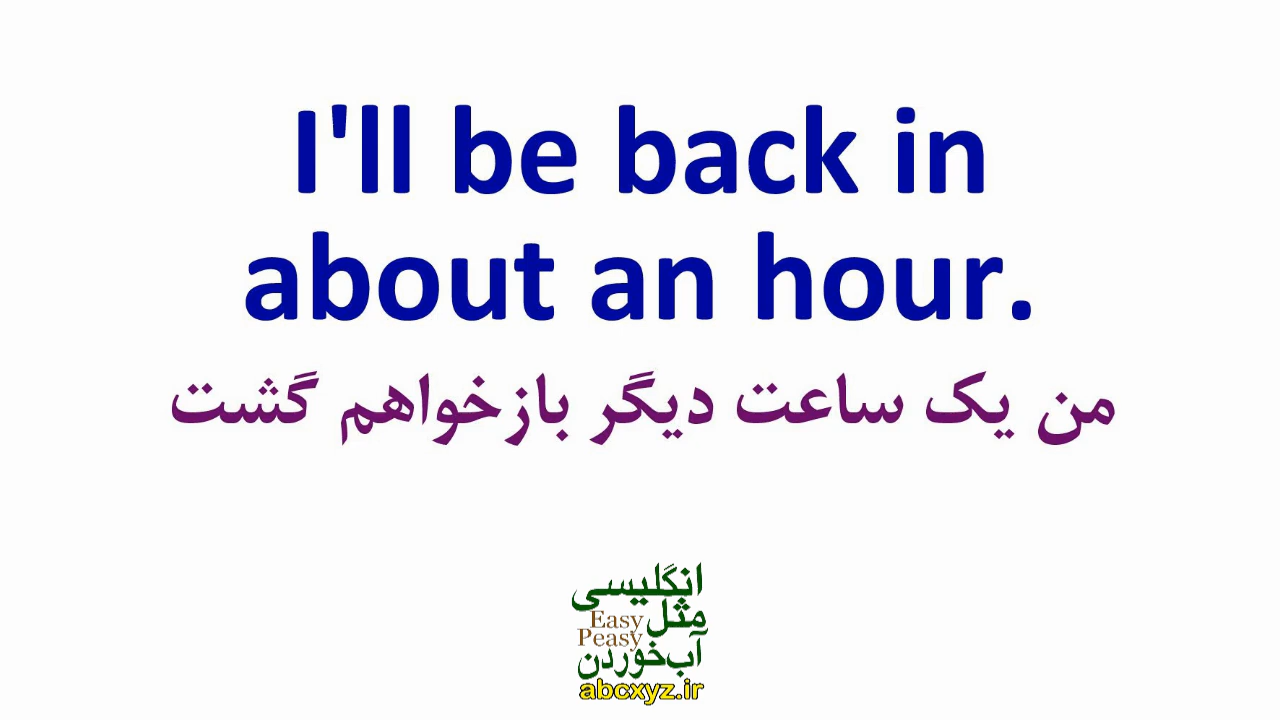 I'll be back in
about an hour.
من یک ساعت دیگر بازخواهم گشت
انگلیسی
مثل
Easy
Peasy
آب‌خوردن
abcxyz.ir